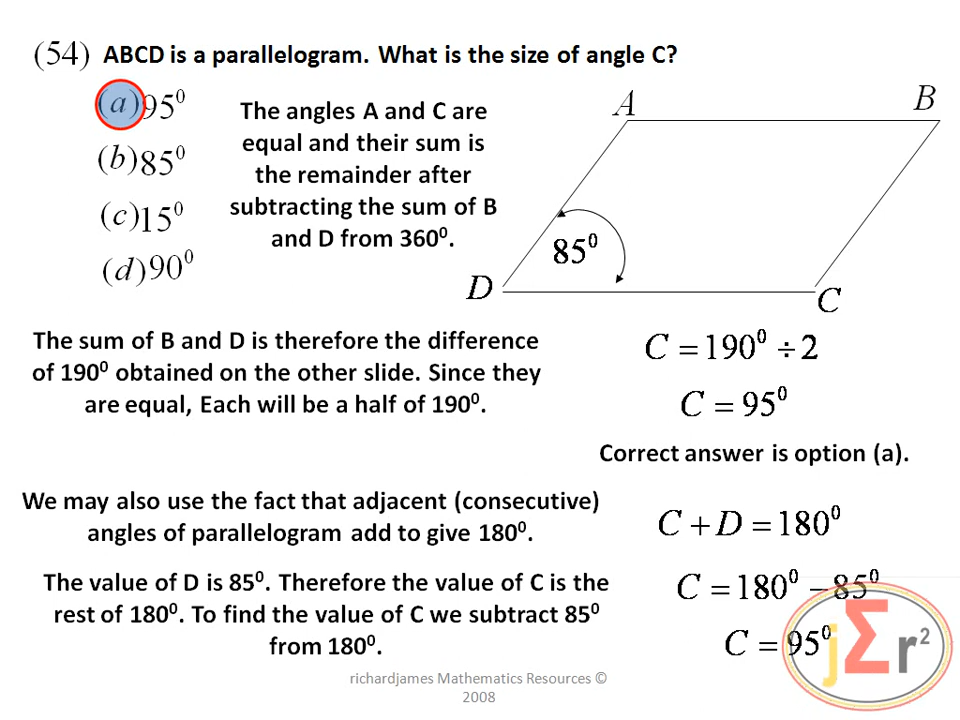 (54) ABCD is a parallelogram. What is the size of angle C?
(a) 95⁰
(b) 85⁰
(c) 15⁰
(d) 90⁰
The angles A and C are
equal and their sum is
the remainder after
subtracting the sum of B
and D from 360⁰.
A
B
85⁰
D
C
The sum of B and D is therefore the difference
of 190⁰ obtained on the other slide. Since they
are equal, Each will be a half of 190⁰.
C = 190⁰ ÷ 2
C = 95⁰
Correct answer is option (a).
We may also use the fact that adjacent (consecutive)
angles of parallelogram add to give 180⁰.
C + D = 180⁰
The value of D is 85⁰. Therefore the value of C is the
rest of 180⁰. To find the value of C we subtract 85⁰
from 180⁰.
C = 180⁰ − 85⁰
C = 95⁰
jΣr²
richardjames Mathematics Resources ©
2008